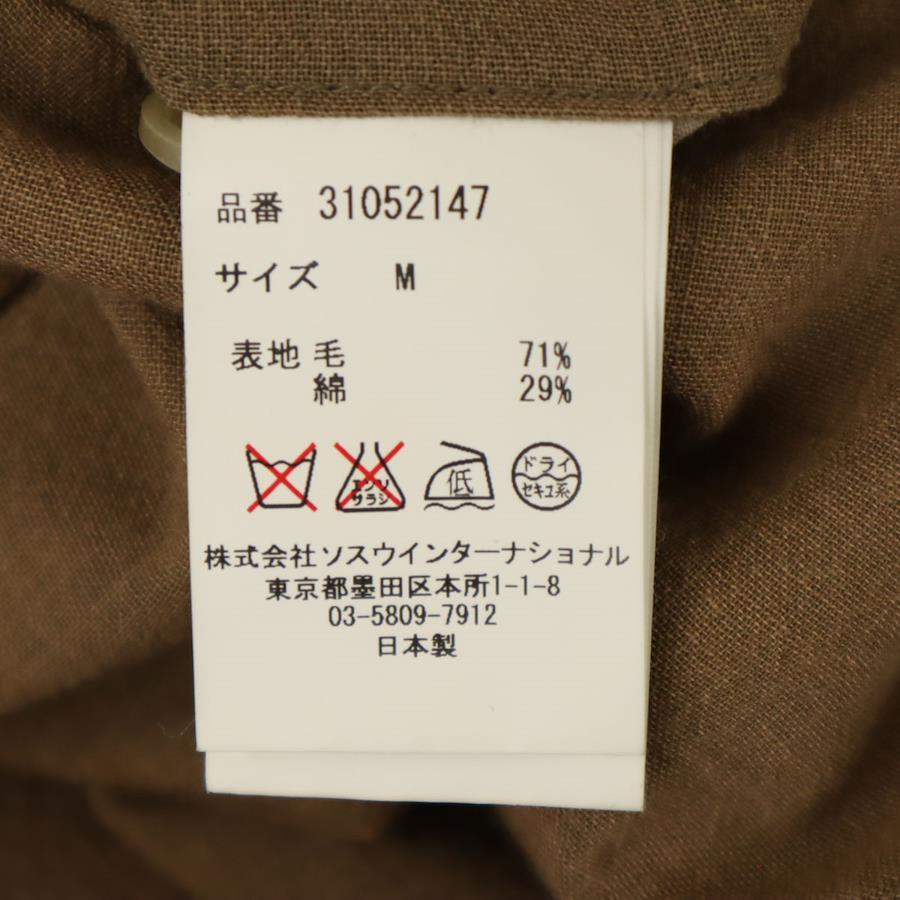 品番 31052147
サイズ M
表地 毛 71%
綿 29%
エンソ
サラシ
低
ドライ
セキユ系
株式会社ソスウインターナショナル
東京都墨田区本所1-1-8
03-5809-7912
日本製